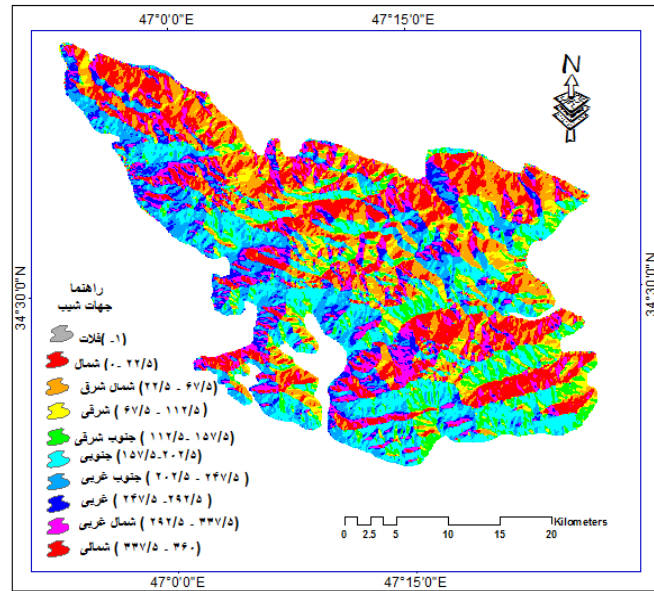 47°0'0"E 47°15'0"E
N
34°30'0"N
34°30'0"N
راهنما
جهات شیب
(۱-) فلات
شمال (۰-۲۲/۵)
شمال شرق (۲۲/۵ - ۶۷/۵)
شرقی (۶۷/۵ - ۱۱۲/۵)
جنوب شرقی (۱۱۲/۵ -۱۵۷/۵)
جنوبی (۱۵۷/۵-۲۰۲/۵)
جنوب غربی (۲۰۲/۵ - ۲۴۷/۵)
غربی (۲۴۷/۵ -۲۹۲/۵)
شمال غربی (۲۹۲/۵ - ۳۳۷/۵)
شمالی (۳۳۷/۵ - ۳۶۰)
Kilometers
0 2.5 5 10 15 20
47°0'0"E 47°15'0"E